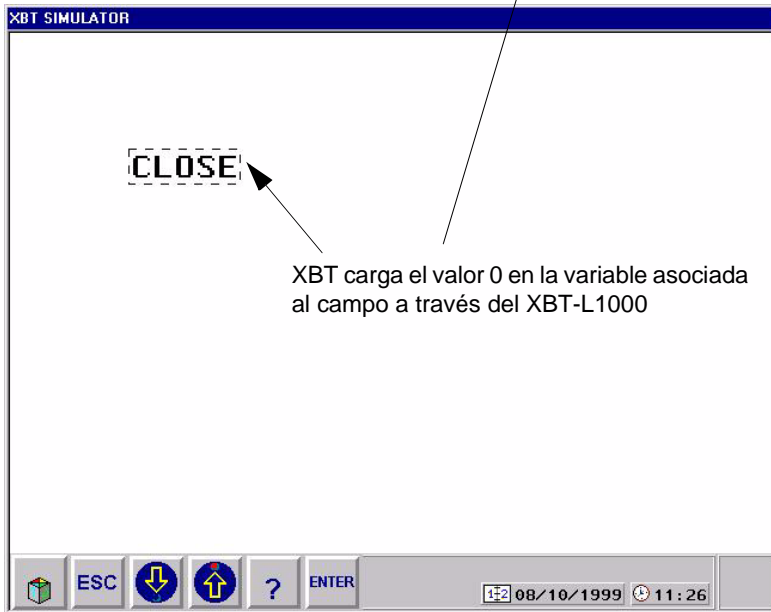 XBT SIMULATOR
CLOSE
XBT carga el valor 0 en la variable asociada
al campo a través del XBT-L1000
ESC
?
ENTER
08/10/1999 11:26